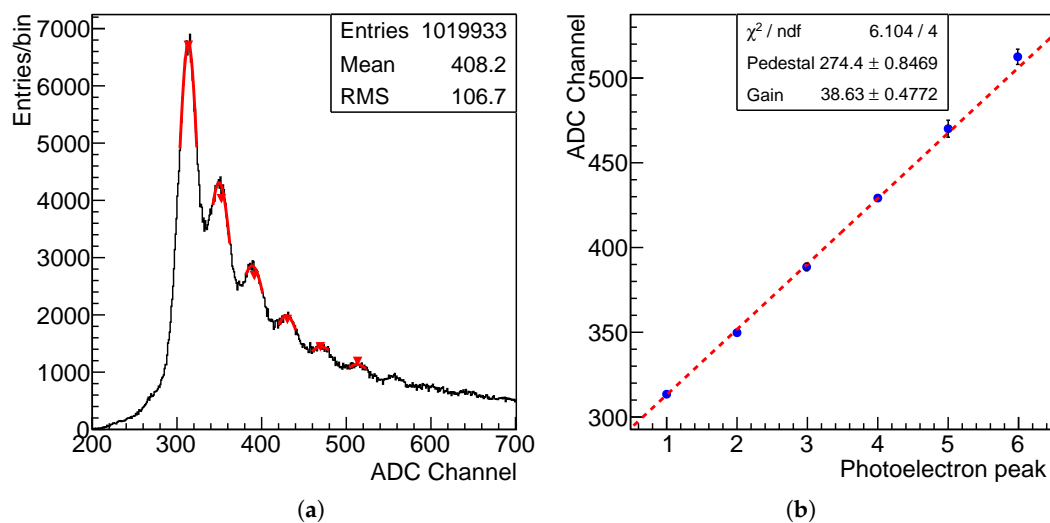 Entries/bin
7000
6000
5000
4000
3000
2000
1000
0
200 300 400 500 600 700
ADC Channel
Entries 1019933
Mean 408.2
RMS 106.7
(a)
ADC Channel
500
450
400
350
300
1 2 3 4 5 6
Photoelectron peak
χ² / ndf 6.104 / 4
Pedestal 274.4 ± 0.8469
Gain 38.63 ± 0.4772
(b)